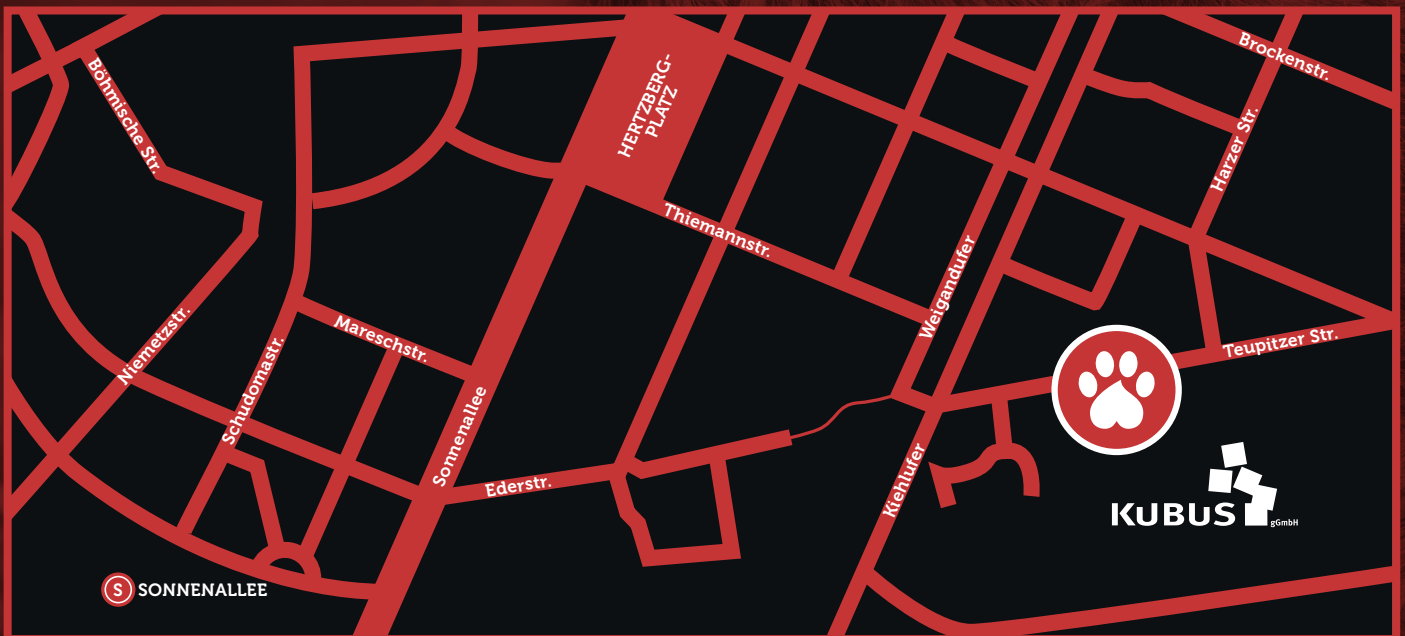 Brockenstr.
Böhmische Str.
HERTZBERG-
PLATZ
Harzer Str.
Thiemannstr.
Weigandufer
Niemetzstr.
Mareschstr.
Schudomastr.
Teupitzer Str.
Sonnenallee
Ederstr.
Kiehlufer
KUBUS
gGmbH
S SONNENALLEE